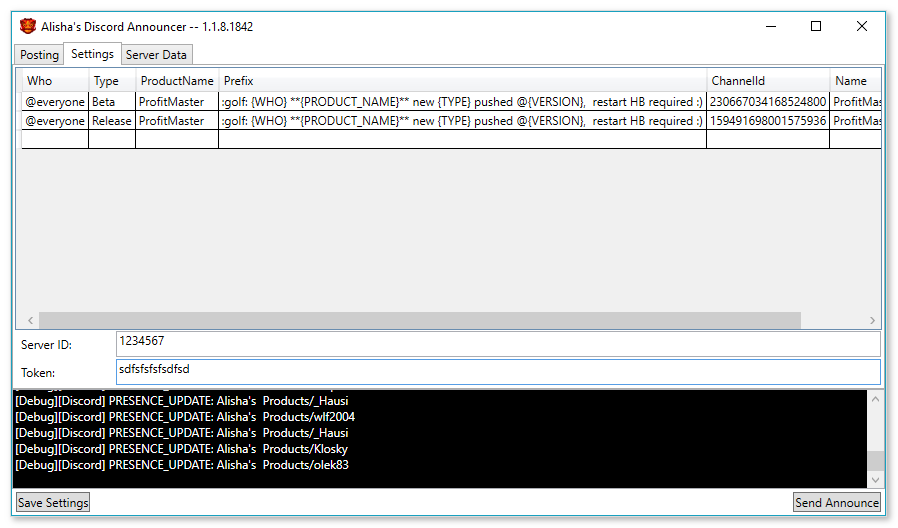 Alisha's Discord Announcer -- 1.1.8.1842
Posting Settings Server Data
Who Type ProductName Prefix ChannelId Name
@everyone Beta ProfitMaster :golf: {WHO} **{PRODUCT_NAME}** new {TYPE} pushed @{VERSION},  restart HB required :) 230667034168524800 ProfitMas
@everyone Release ProfitMaster :golf: {WHO} **{PRODUCT_NAME}** new {TYPE} pushed @{VERSION},  restart HB required :) 159491698001575936 ProfitMas
Server ID: 1234567
Token: sdfsfsfsfsdfsd
[Debug][Discord] PRESENCE_UPDATE: Alisha's  Products/_Hausi
[Debug][Discord] PRESENCE_UPDATE: Alisha's  Products/wlf2004
[Debug][Discord] PRESENCE_UPDATE: Alisha's  Products/_Hausi
[Debug][Discord] PRESENCE_UPDATE: Alisha's  Products/Klosky
[Debug][Discord] PRESENCE_UPDATE: Alisha's  Products/olek83
Save Settings Send Announce